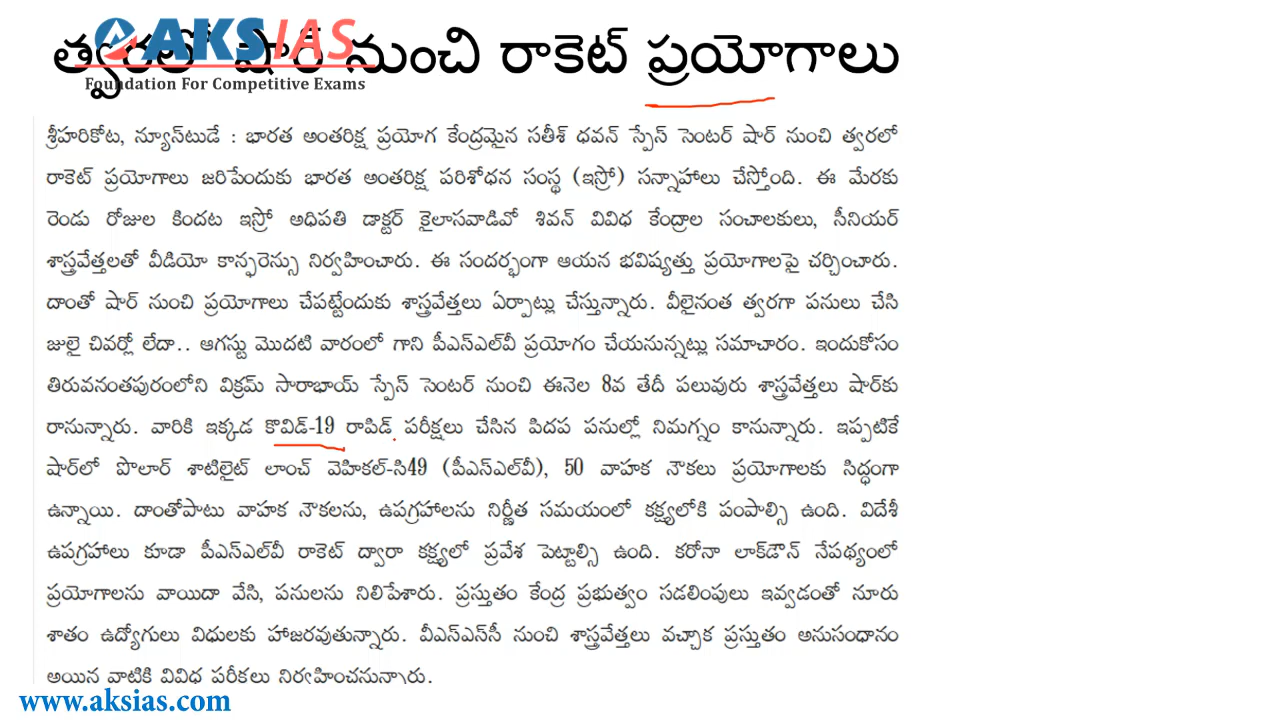 త్వరలో షార్ నుంచి రాకెట్ ప్రయోగాలు
AKS IAS
Foundation For Competitive Exams
శ్రీహరికోట, న్యూస్‌టుడే : భారత అంతరిక్ష ప్రయోగ కేంద్రమైన సతీశ్ ధవన్ స్పేస్ సెంటర్ షార్ నుంచి త్వరలో
రాకెట్ ప్రయోగాలు జరిపేందుకు భారత అంతరిక్ష పరిశోధన సంస్థ (ఇస్రో) సన్నాహాలు చేస్తోంది. ఈ మేరకు
రెండు రోజుల కిందట ఇస్రో అధిపతి డాక్టర్ కైలాసవాడివో శివన్ వివిధ కేంద్రాల సంచాలకులు, సీనియర్
శాస్త్రవేత్తలతో వీడియో కాన్ఫరెన్సు నిర్వహించారు. ఈ సందర్భంగా ఆయన భవిష్యత్తు ప్రయోగాలపై చర్చించారు.
దాంతో షార్ నుంచి ప్రయోగాలు చేపట్టేందుకు శాస్త్రవేత్తలు ఏర్పాట్లు చేస్తున్నారు. వీలైనంత త్వరగా పనులు చేసి
జులై చివర్లో లేదా.. ఆగస్టు మొదటి వారంలో గాని పీఎస్ఎల్‌వీ ప్రయోగం చేయనున్నట్లు సమాచారం. ఇందుకోసం
తిరువనంతపురంలోని విక్రమ్ సారాభాయ్ స్పేస్ సెంటర్ నుంచి ఈనెల 8వ తేదీ పలువురు శాస్త్రవేత్తలు షార్‌కు
రానున్నారు. వారికి ఇక్కడ కొవిడ్-19 రాపిడ్ పరీక్షలు చేసిన పిదప పనుల్లో నిమగ్నం కానున్నారు. ఇప్పటికే
షార్‌లో పొలార్ శాటిలైట్ లాంచ్ వెహికల్-సి49 (పీఎస్ఎల్‌వీ), 50 వాహక నౌకలు ప్రయోగాలకు సిద్ధంగా
ఉన్నాయి. దాంతోపాటు వాహక నౌకలను, ఉపగ్రహాలను నిర్ణీత సమయంలో కక్ష్యలోకి పంపాల్సి ఉంది. విదేశీ
ఉపగ్రహాలు కూడా పీఎస్ఎల్‌వీ రాకెట్ ద్వారా కక్ష్యలో ప్రవేశ పెట్టాల్సి ఉంది. కరోనా లాక్‌డౌన్ నేపథ్యంలో
ప్రయోగాలను వాయిదా వేసి, పనులను నిలిపేశారు. ప్రస్తుతం కేంద్ర ప్రభుత్వం సడలింపులు ఇవ్వడంతో నూరు
శాతం ఉద్యోగులు విధులకు హాజరవుతున్నారు. వీఎస్ఎస్‌సీ నుంచి శాస్త్రవేత్తలు వచ్చాక ప్రస్తుతం అనుసంధానం
అయిన వాటికి వివిధ పరీక్షలు నిర్వహించనున్నారు.
www.aksias.com